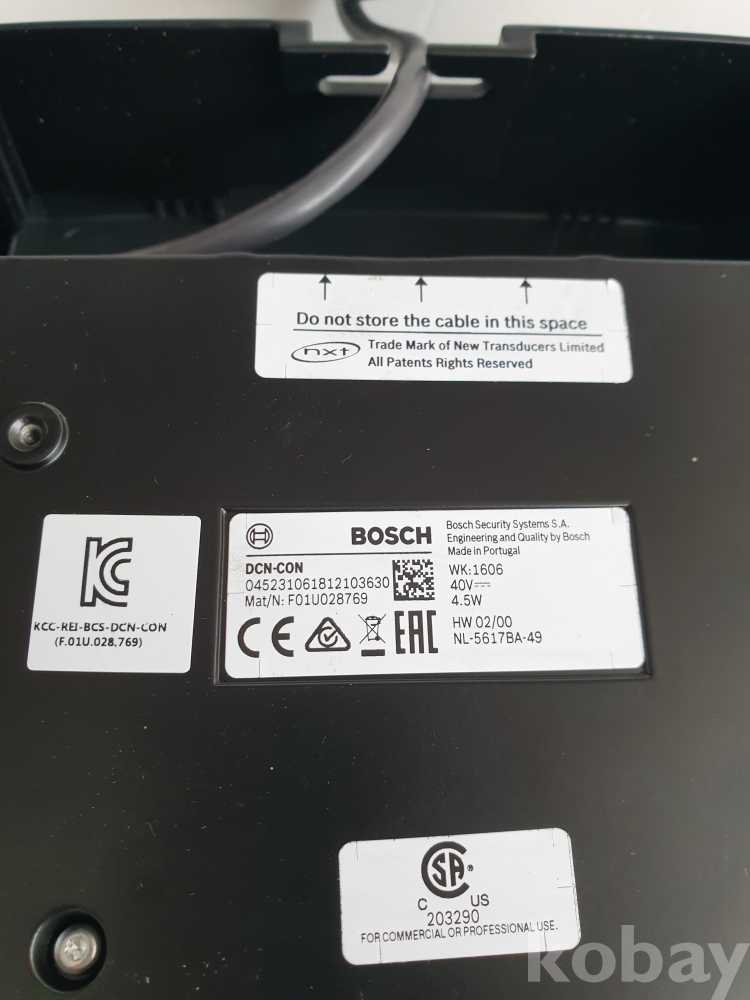 Do not store the cable in this space
nxt
Trade Mark of New Transducers Limited
All Patents Rights Reserved
KCC-REI-BCS-DCN-CON
(F.01U.028,769)
BOSCH
DCN-CON
045231061812103630
Mat/N: F01U028769
CE
EAC
Bosch Security Systems S.A.
Engineering and Quality by Bosch
Made in Portugal
WK:1606
40V
4.5W
HW 02/00
NL-5617BA-49
CSA
C US
203290
FOR COMMERCIAL OR PROFESSIONAL USE.
kobay